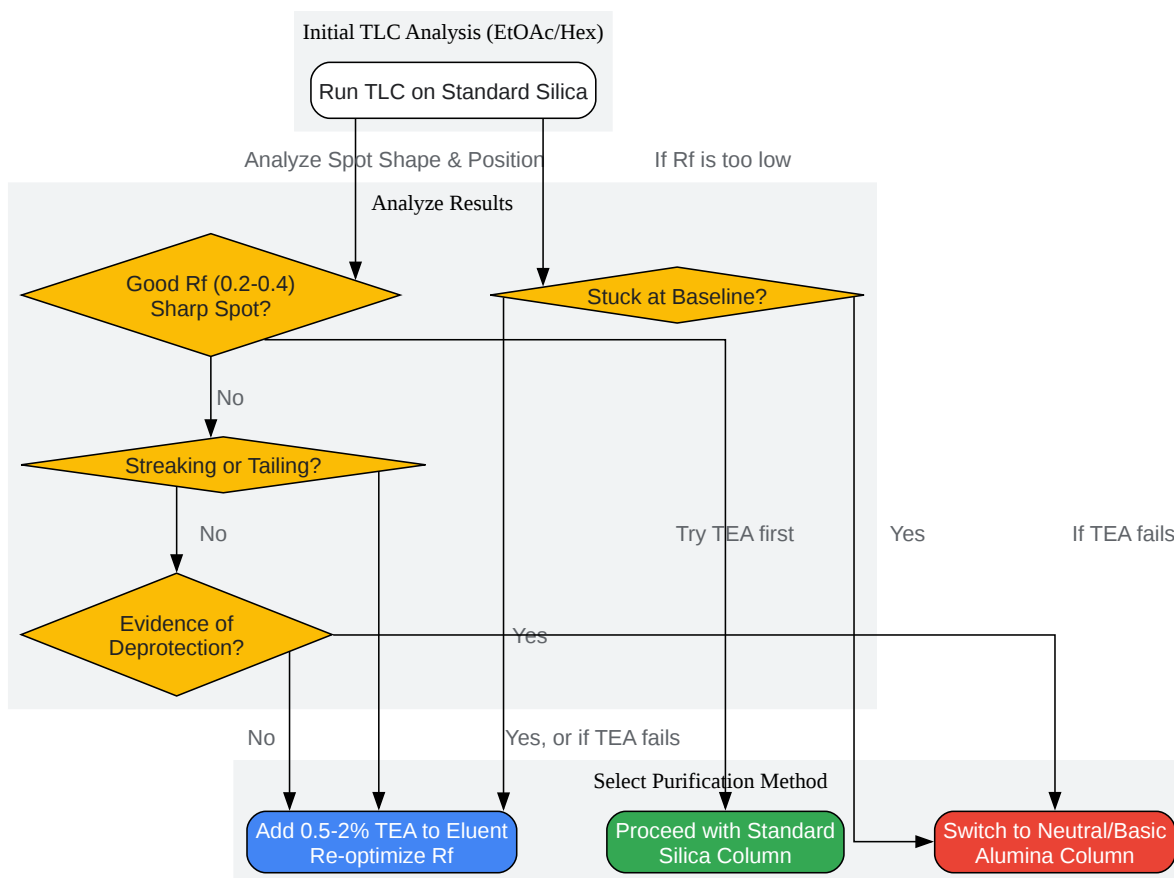 Initial TLC Analysis (EtOAc/Hex)
Run TLC on Standard Silica
Analyze Spot Shape & Position
If Rf is too low
Analyze Results
Good Rf (0.2-0.4)
Sharp Spot?
Stuck at Baseline?
No
Streaking or Tailing?
No
Try TEA first
Yes
If TEA fails
Evidence of
Deprotection?
Yes
No
Yes, or if TEA fails
Select Purification Method
Add 0.5-2% TEA to Eluent
Re-optimize Rf
Proceed with Standard
Silica Column
Switch to Neutral/Basic
Alumina Column